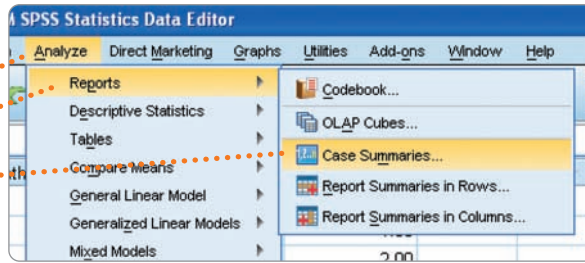 M SPSS Statistics Data Editor
Analyze Direct Marketing Graphs Utilities Add-ons Window Help
Reports
Descriptive Statistics
Tables
Compare Means
General Linear Model
Generalized Linear Models
Mixed Models
Codebook...
OLAP Cubes...
Case Summaries...
Report Summaries in Rows...
Report Summaries in Columns...
2.00